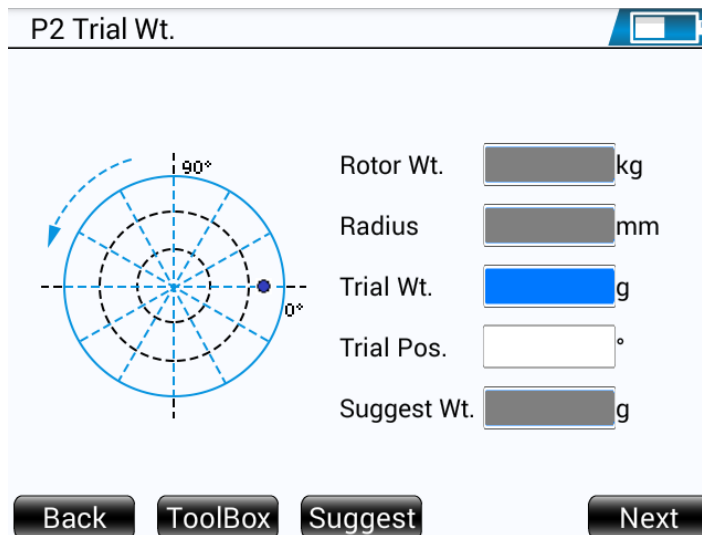 P2 Trial Wt.
90°
0°
Rotor Wt. kg
Radius mm
Trial Wt. g
Trial Pos. °
Suggest Wt. g
Back ToolBox Suggest Next